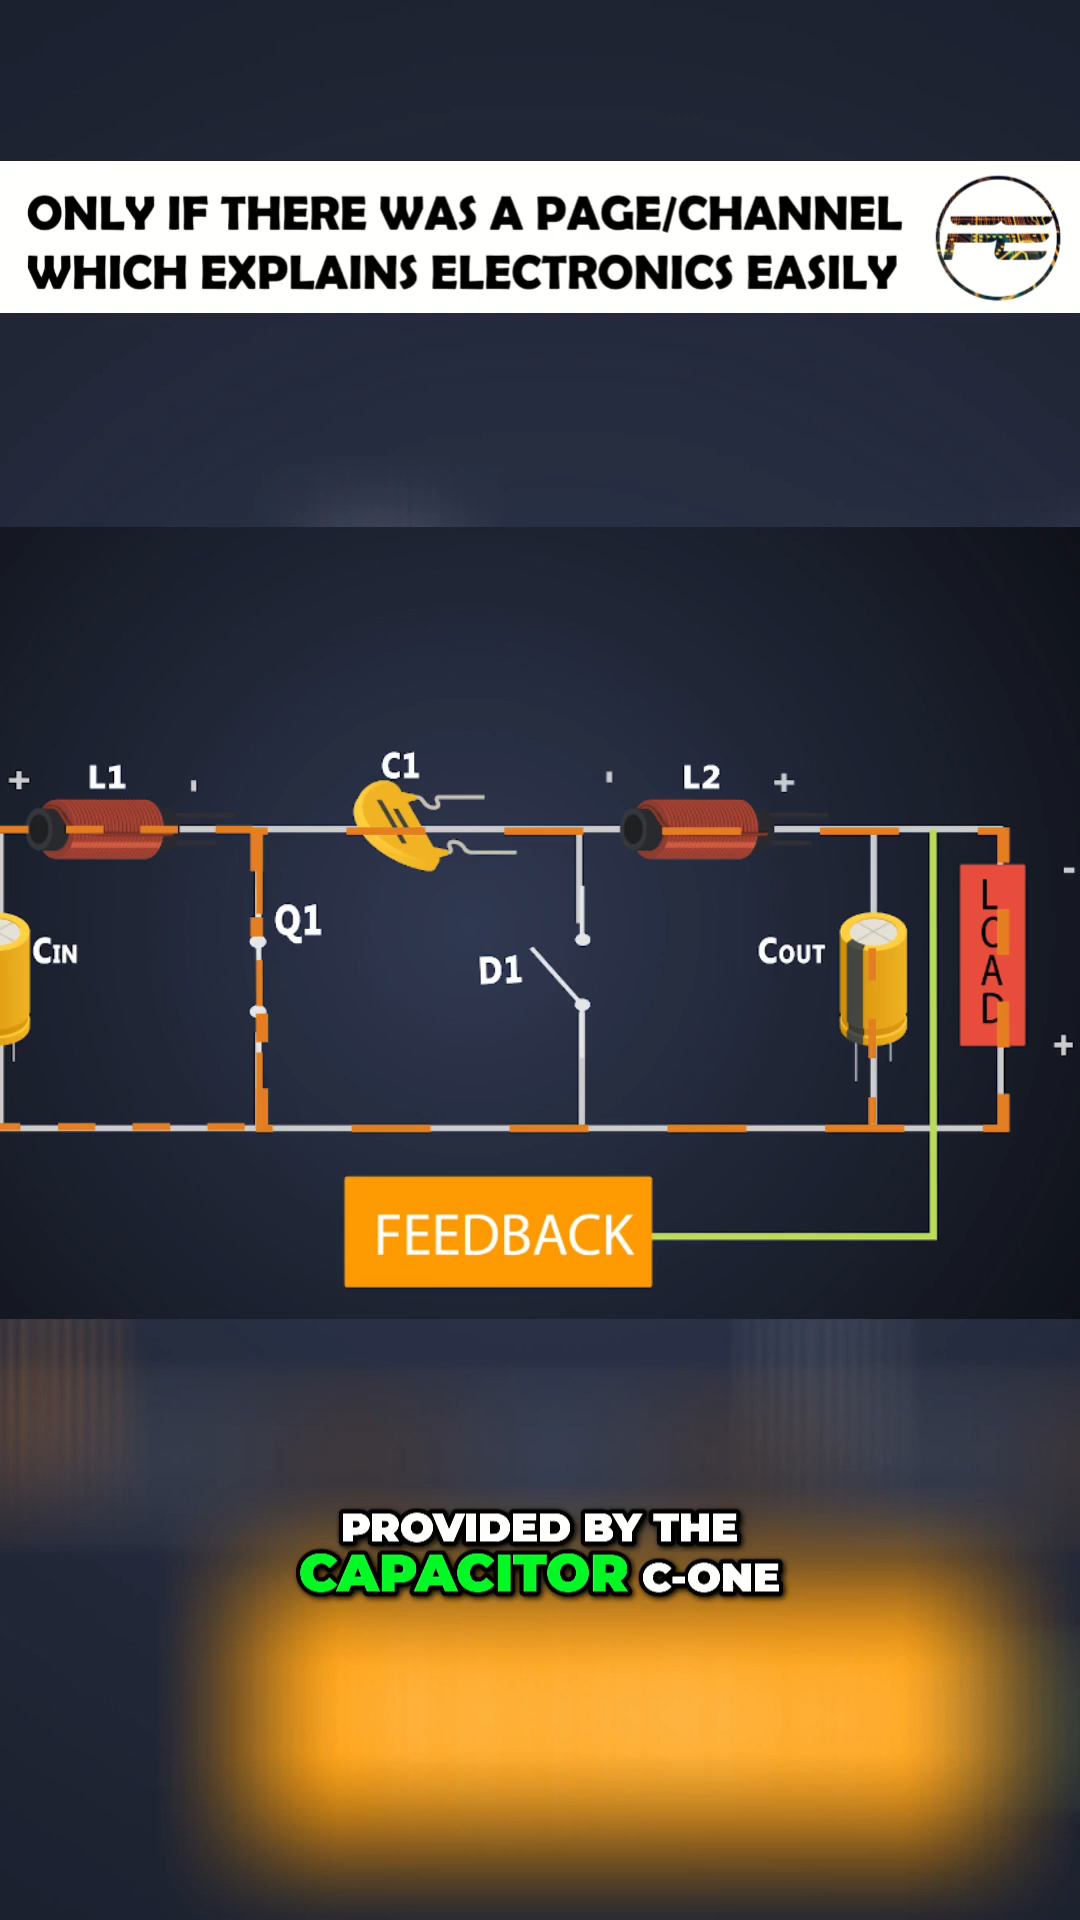 ONLY IF THERE WAS A PAGE/CHANNEL
WHICH EXPLAINS ELECTRONICS EASILY
+ L1 - C1 - L2 +
Q1
CIN
D1
COUT
LOAD
-
+
FEEDBACK
PROVIDED BY THE
CAPACITOR C-ONE